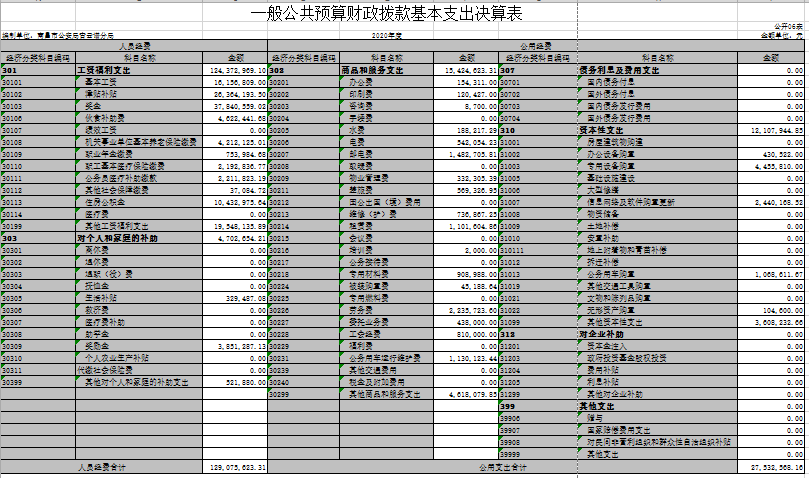 一般公共预算财政拨款基本支出决算表
公开06表
编制单位：南昌市公安局青云谱分局 2020年度 金额单位：元
人员经费 公用经费
经济分类科目编码 科目名称 金额 经济分类科目编码 科目名称 金额 经济分类科目编码 科目名称 金额
301 工资福利支出 124,372,969.10 302 商品和服务支出 15,424,623.31 307 债务利息及费用支出 0.00
30101 基本工资 16,156,809.00 30201 办公费 154,311.00 30701 国内债务付息 0.00
30102 津贴补贴 26,364,193.50 30202 印刷费 120,427.00 30702 国外债务付息 0.00
30103 奖金 37,840,559.02 30203 咨询费 8,700.00 30703 国内债务发行费用 0.00
30106 伙食补助费 4,622,441.68 30204 手续费 0.00 30704 国外债务发行费用 0.00
30107 绩效工资 0.00 30205 水费 188,217.29 310 资本性支出 12,107,944.85
30108 机关事业单位基本养老保险缴费 4,212,125.01 30206 电费 542,054.23 31001 房屋建筑物购建 0.00
30109 职业年金缴费 753,984.68 30207 邮电费 1,482,705.81 31002 办公设备购置 430,523.00
30110 职工基本医疗保险缴费 2,192,836.77 30208 取暖费 0.00 31003 专用设备购置 4,455,810.00
30111 公务员医疗补助缴款 2,211,823.19 30209 物业管理费 332,305.39 31005 基础设施建设 0.00
30112 其他社会保障缴费 37,084.72 30211 差旅费 569,326.95 31006 大型修缮 0.00
30113 住房公积金 10,432,975.64 30212 因公出国（境）费用 0.00 31007 信息网络及软件购置更新 2,440,168.52
30114 医疗费 0.00 30213 维修（护）费 736,867.25 31008 物资储备 0.00
30199 其他工资福利支出 19,548,135.89 30214 租赁费 1,101,604.86 31009 土地补偿 0.00
303 对个人和家庭的补助 4,702,654.21 30215 会议费 0.00 31010 安置补助 0.00
30301 离休费 0.00 30216 培训费 2,000.00 310111 地上附着物和青苗补偿 0.00
30302 退休费 0.00 30217 公务接待费 0.00 31012 拆迁补偿 0.00
30303 退职（役）费 0.00 30218 专用材料费 908,988.00 31013 公务用车购置 1,068,611.67
30304 抚恤金 0.00 30224 被装购置费 45,188.64 31019 其他交通工具购置 0.00
30305 生活补贴 329,487.08 30225 专用燃料费 0.00 31021 文物和陈列品购置 0.00
30306 救济费 0.00 30226 劳务费 2,235,723.60 31022 无形资产购置 104,600.00
30307 医疗费补助 0.00 30227 委托业务费 438,000.00 31099 其他资本性支出 3,608,232.66
30308 助学金 0.00 30228 工会经费 810,000.00 312 对企业补助 0.00
30309 奖励金 3,851,287.13 30229 福利费 0.00 31201 资本金注入 0.00
30310 个人农业生产补贴 0.00 30231 公务用车运行维护费 1,130,123.44 31203 政府投资基金股权投资 0.00
30311 代缴社会保险费 0.00 30239 其他交通费用 0.00 31204 费用补贴 0.00
30399 其他对个人和家庭的补助支出 521,880.00 30240 税金及附加费用 0.00 31205 利息补贴 0.00
30299 其他商品和服务支出 4,618,079.85 31299 其他对企业补助 0.00
399 其他支出 0.00
39906 赠与 0.00
39907 国家赔偿费用支出 0.00
39908 对民间非营利组织和群众性自治组织补贴 0.00
39999 其他支出 0.00
人员经费合计 129,075,623.31 公用支出合计 27,532,568.16